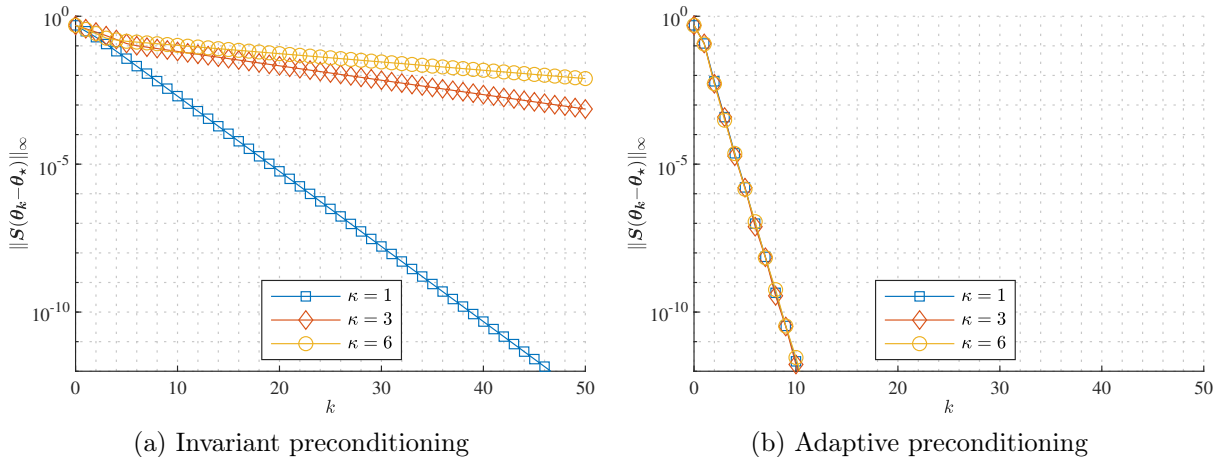 10^0
10^-5
10^-10
‖S(θ_k−θ_⋆)‖_∞
κ = 1
κ = 3
κ = 6
0 10 20 30 40 50
k
(a) Invariant preconditioning
10^0
10^-5
10^-10
‖S(θ_k−θ_⋆)‖_∞
κ = 1
κ = 3
κ = 6
0 10 20 30 40 50
k
(b) Adaptive preconditioning